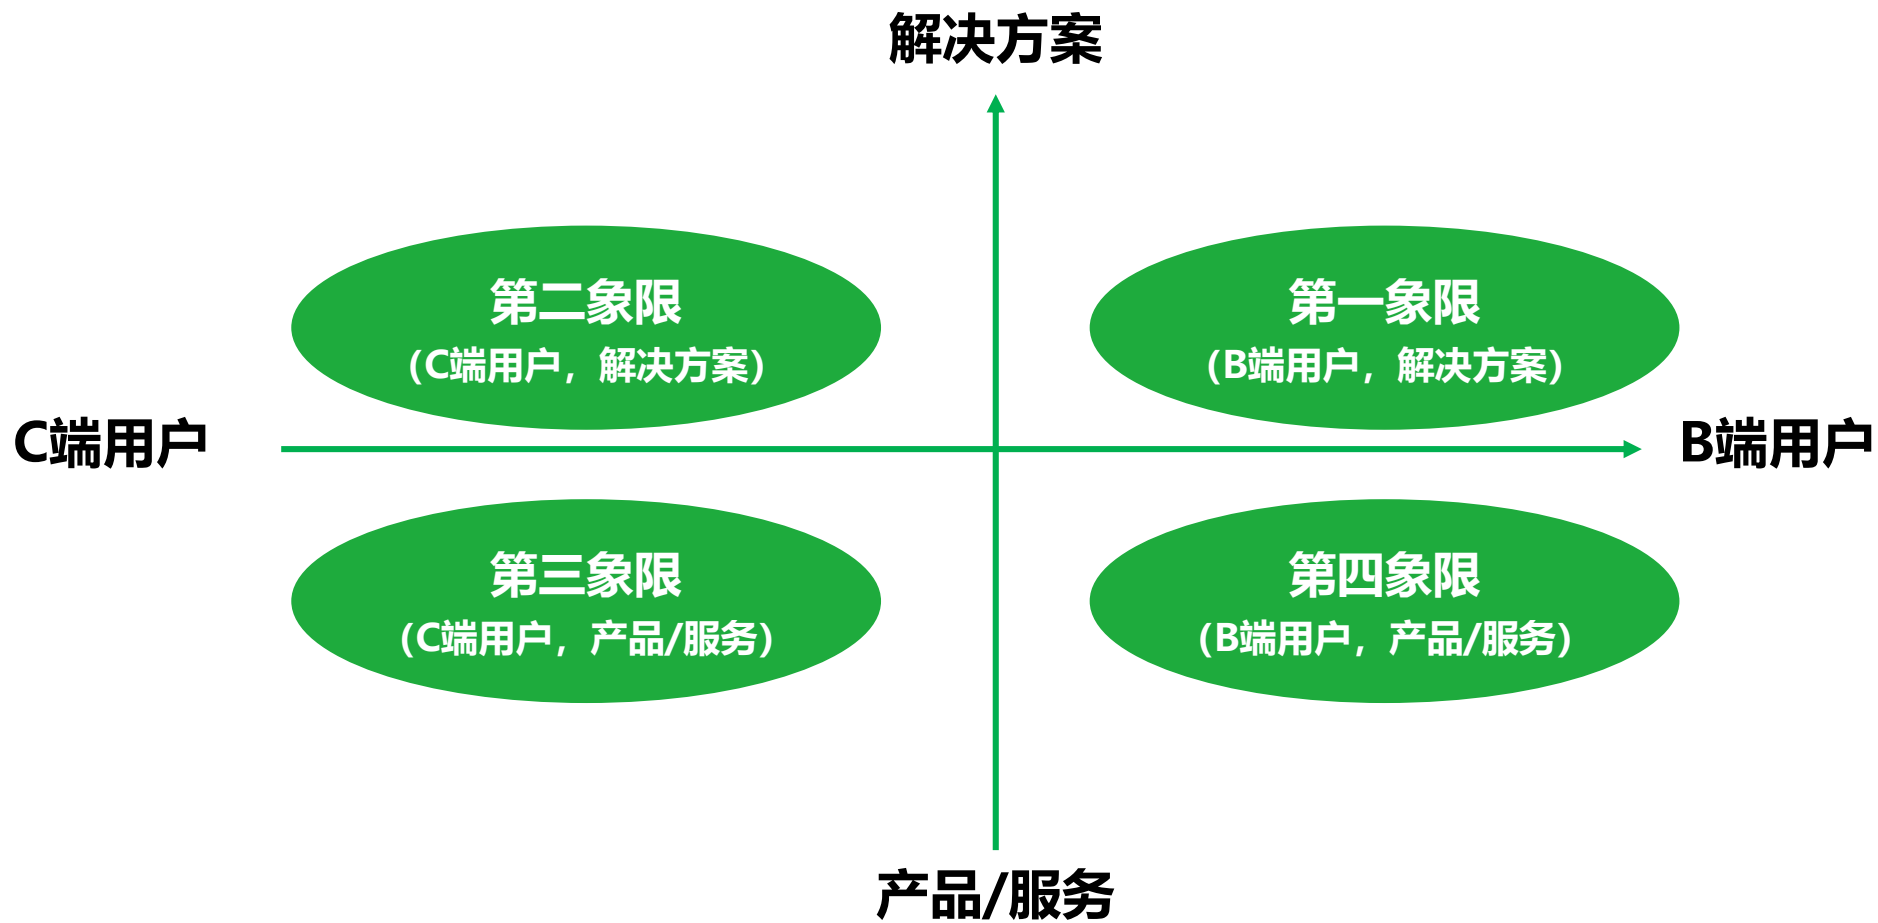 解决方案
第二象限
（C端用户，解决方案）
第一象限
（B端用户，解决方案）
C端用户
B端用户
第三象限
（C端用户，产品/服务）
第四象限
（B端用户，产品/服务）
产品/服务